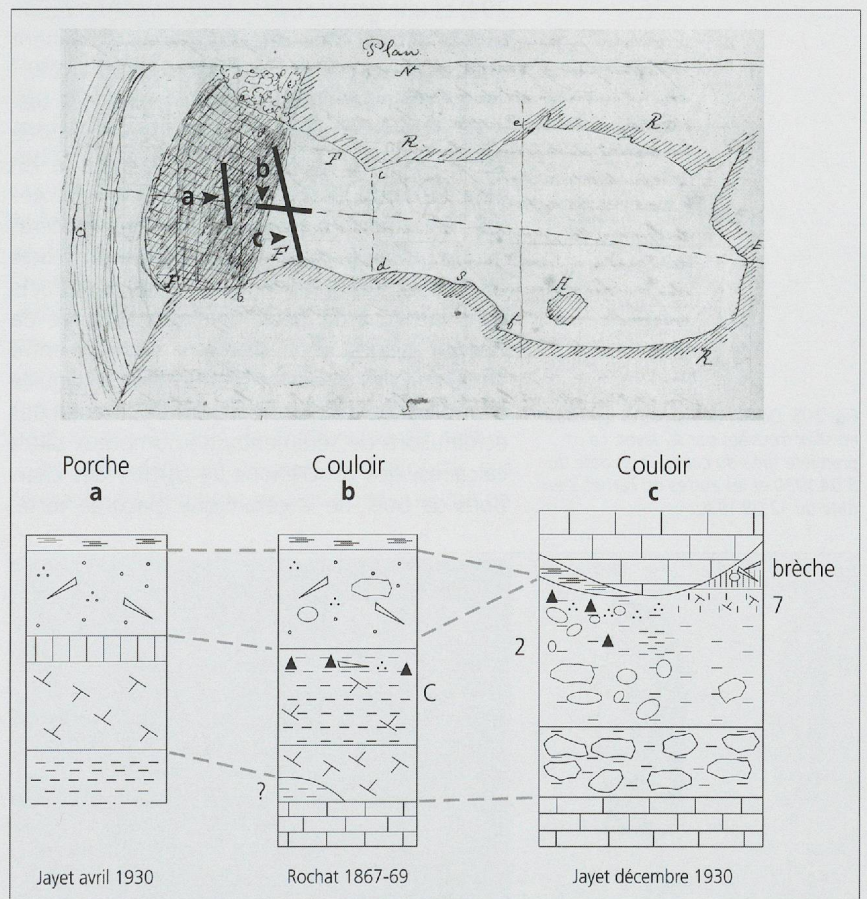 Plan
N
e
R
R
F
c
b
a
c
F
a
d
s
H
E
P
b
f
R
S
Porche
a
Couloir
b
Couloir
c
brèche
7
2
C
?
Jayet avril 1930
Rochat 1867-69
Jayet décembre 1930